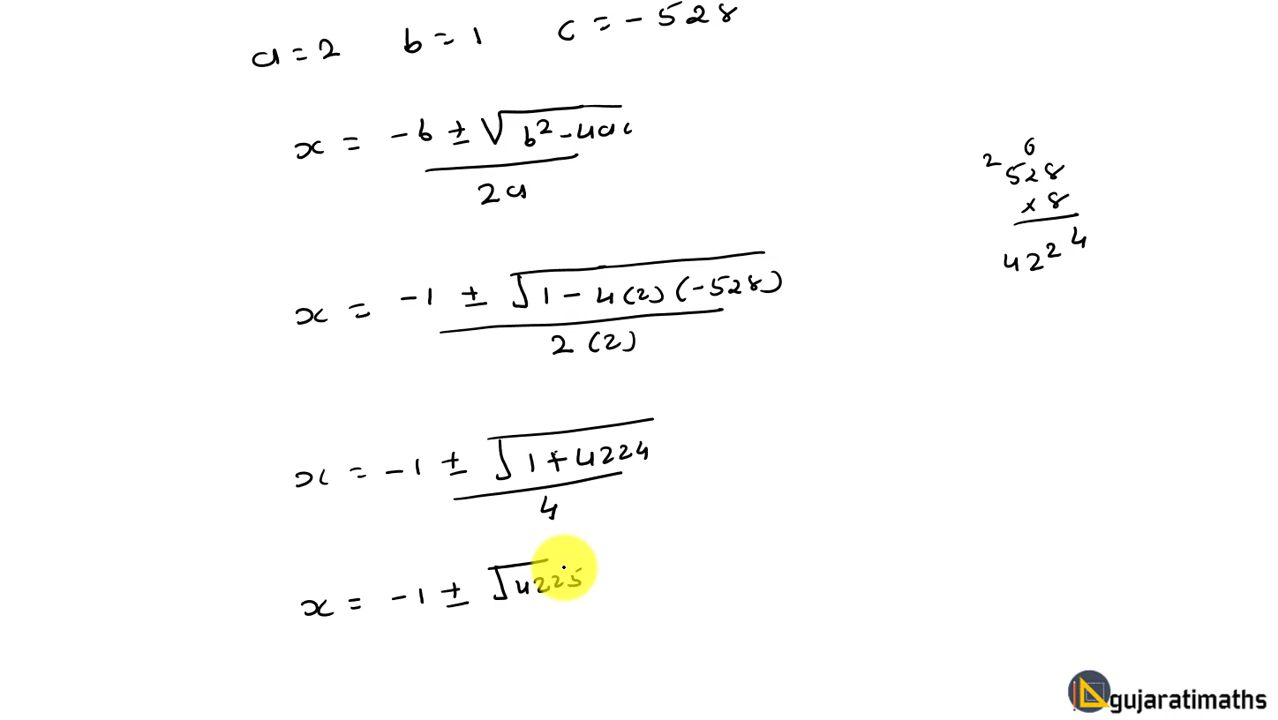 a = 2 b = 1 c = - 528
x = -b ± √b² - 4ac
2a
2 6
528
× 8
4224
x = -1 ± √1 - 4(2)(-528)
2(2)
x = -1 ± √1 + 4224
4
x = -1 ± √4225
gujaratimaths